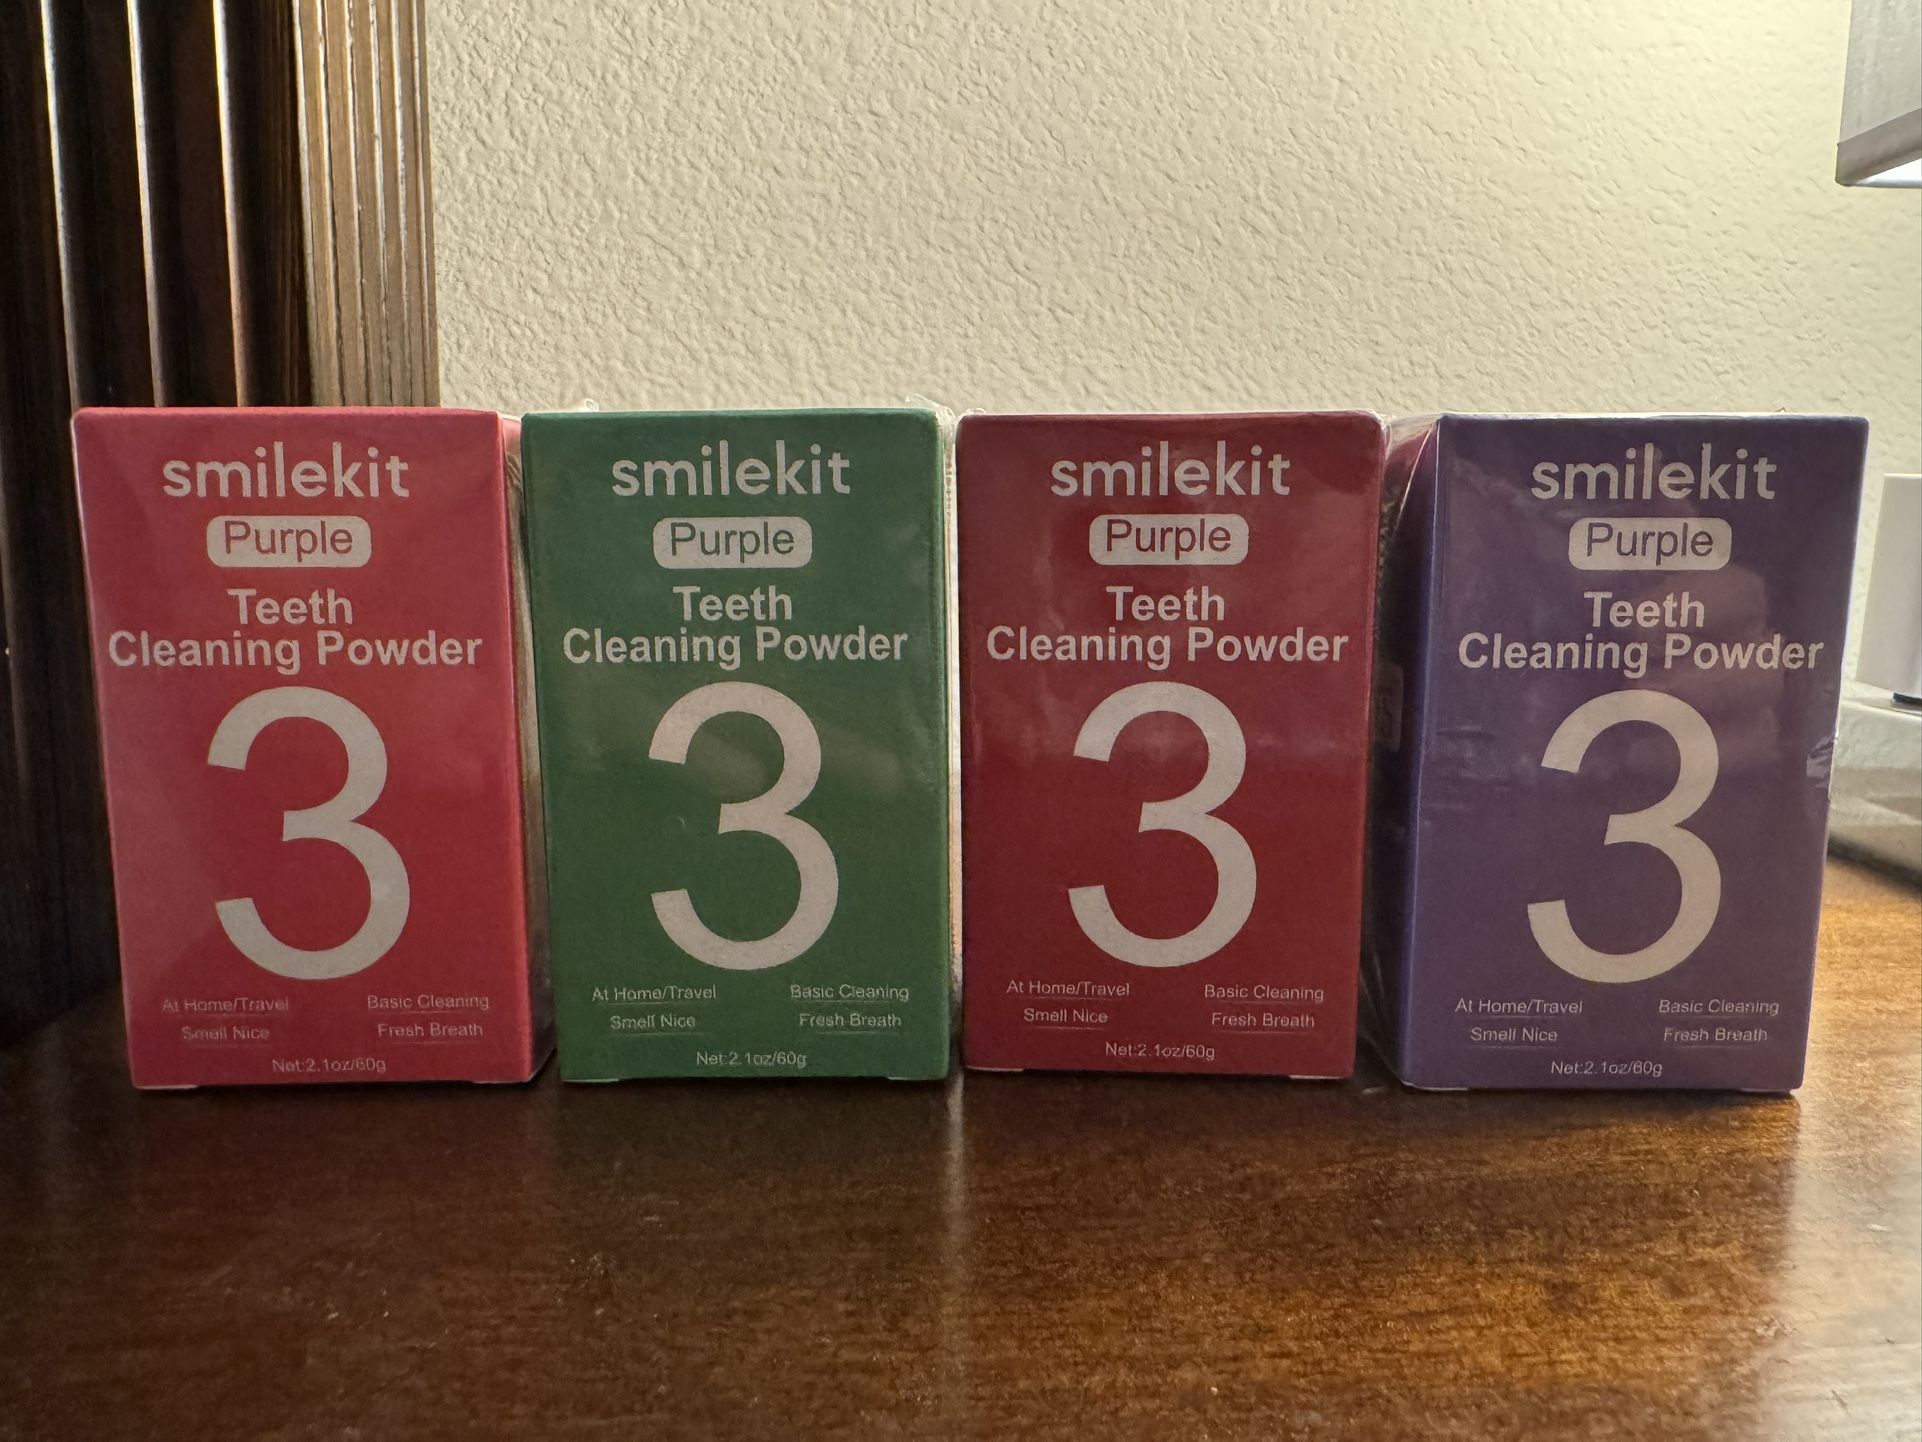 smilekit
Purple
Teeth
Cleaning Powder
3
At Home/Travel
Basic Cleaning
Smell Nice
Fresh Breath
Net:2.1oz/60g
smilekit
Purple
Teeth
Cleaning Powder
3
At Home/Travel
Basic Cleaning
Smell Nice
Fresh Breath
Net:2.1oz/60g
smilekit
Purple
Teeth
Cleaning Powder
3
At Home/Travel
Basic Cleaning
Smell Nice
Fresh Breath
Net:2.1oz/60g
smilekit
Purple
Teeth
Cleaning Powder
3
At Home/Travel
Basic Cleaning
Smell Nice
Fresh Breath
Net:2.1oz/60g